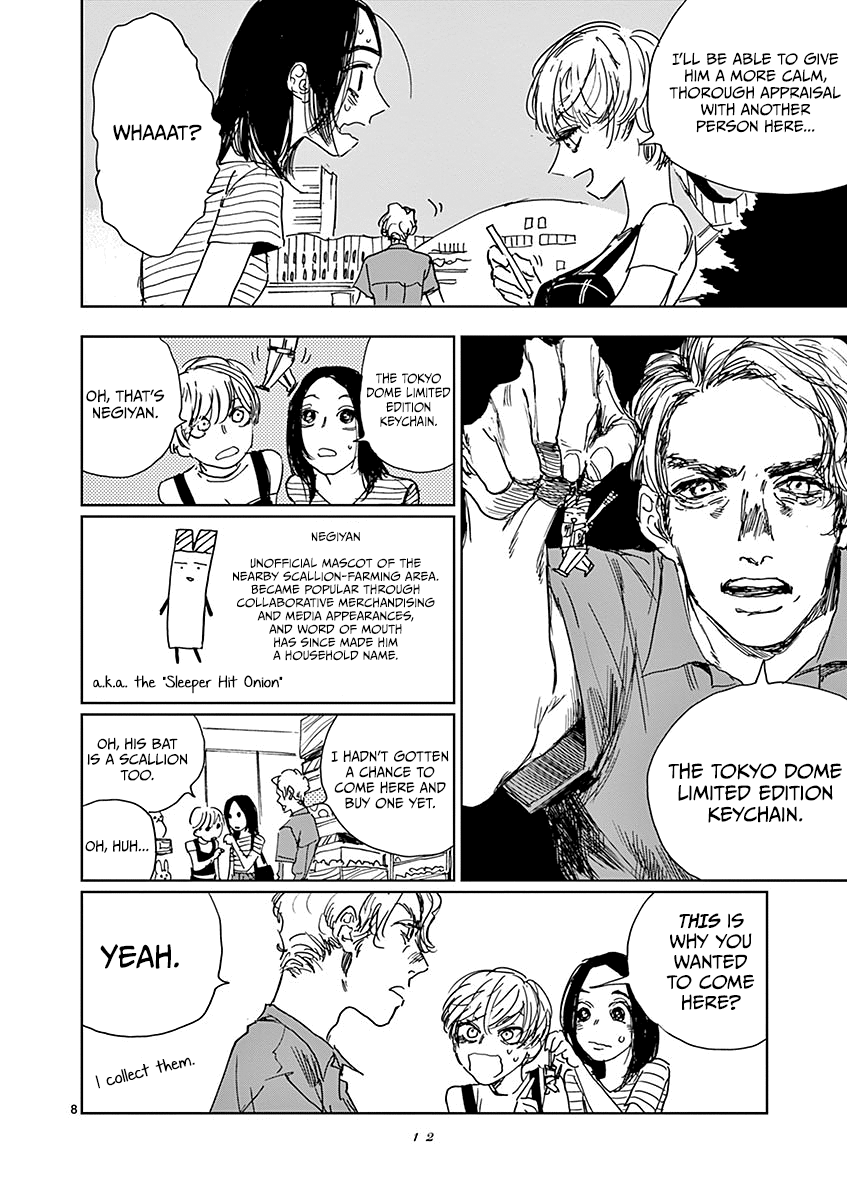 I'LL BE ABLE TO GIVE
HIM A MORE CALM,
THOROUGH APPRAISAL
WITH ANOTHER
PERSON HERE...
WHAAAT?
THE TOKYO DOME
LIMITED EDITION
KEYCHAIN.
THE TOKYO
DOME LIMITED
EDITION
KEYCHAIN.
OH, THAT'S
NEGIYAN.
NEGIYAN
UNOFFICIAL MASCOT OF THE
NEARBY SCALLION-FARMING AREA.
BECAME POPULAR THROUGH
COLLABORATIVE MERCHANDISING
AND MEDIA APPEARANCES,
AND WORD OF MOUTH
HAS SINCE MADE HIM
A HOUSEHOLD NAME.
a.k.a. the "Sleeper Hit Onion"
I HADN'T GOTTEN
A CHANCE TO
COME HERE AND
BUY ONE YET.
OH, HIS BAT
IS A SCALLION
TOO.
OH, HUH...
THIS IS
WHY YOU
WANTED
TO COME
HERE?
YEAH.
I collect them.
8
12